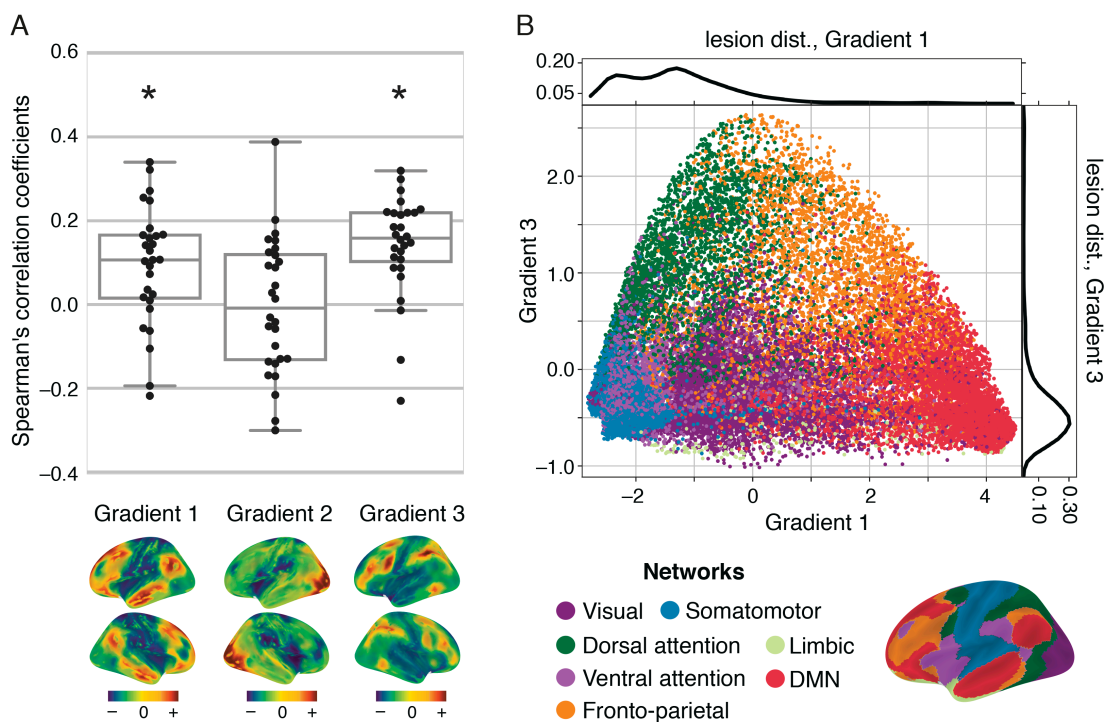 A
Spearman's correlation coefficients
0.6
0.4
0.2
0.0
−0.2
−0.4
*
*
Gradient 1
Gradient 2
Gradient 3
− 0 +
− 0 +
− 0 +
B
lesion dist., Gradient 1
0.20
0.05
Gradient 3
2.0
1.0
0.0
−1.0
−2 0 2 4
Gradient 1
lesion dist., Gradient 3
0.10
0.30
Networks
Visual
Somatomotor
Dorsal attention
Limbic
Ventral attention
DMN
Fronto-parietal